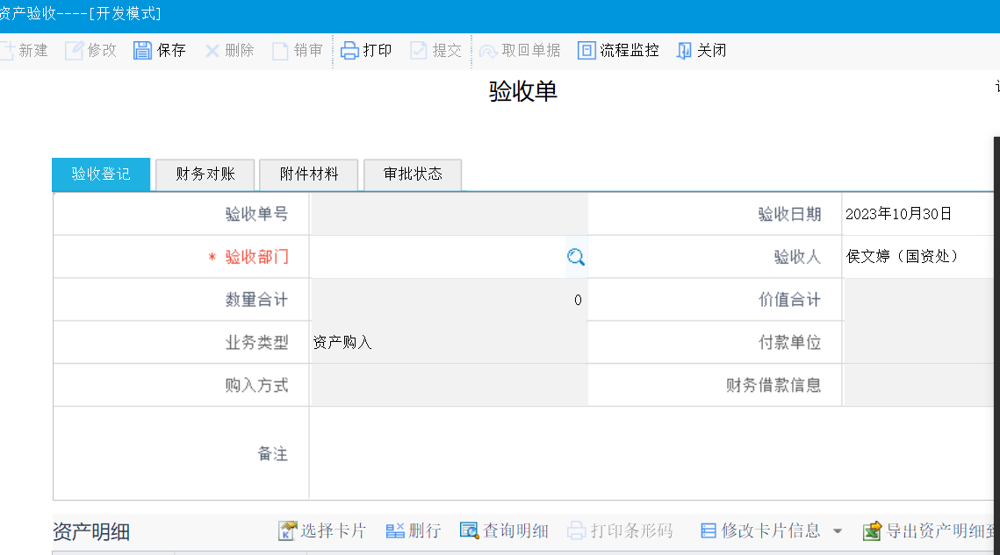 资产验收----[开发模式]
新建 修改 保存 删除 销审 打印 提交 取回单据 流程监控 关闭
验收单
验收登记 财务对账 附件材料 审批状态
验收单号 验收日期 2023年10月30日
* 验收部门 验收人 侯文婷（国资处）
数量合计 0 价值合计
业务类型 资产购入 付款单位
购入方式 财务借款信息
备注
资产明细 选择卡片 删行 查询明细 打印条形码 修改卡片信息 导出资产明细到